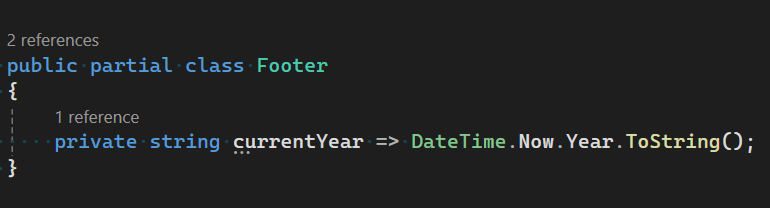 2 references
public partial class Footer
{
1 reference
private string currentYear => DateTime.Now.Year.ToString();
}